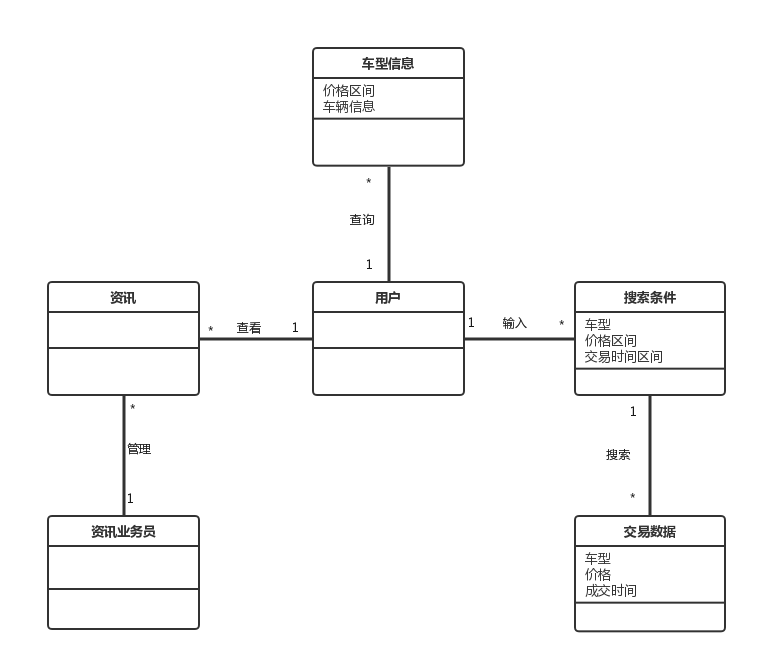 车型信息
价格区间
车辆信息
*
查询
1
资讯
用户
搜索条件
*
查看
1
1
输入
*
车型
价格区间
交易时间区间
*
管理
1
1
搜索
*
资讯业务员
交易数据
车型
价格
成交时间